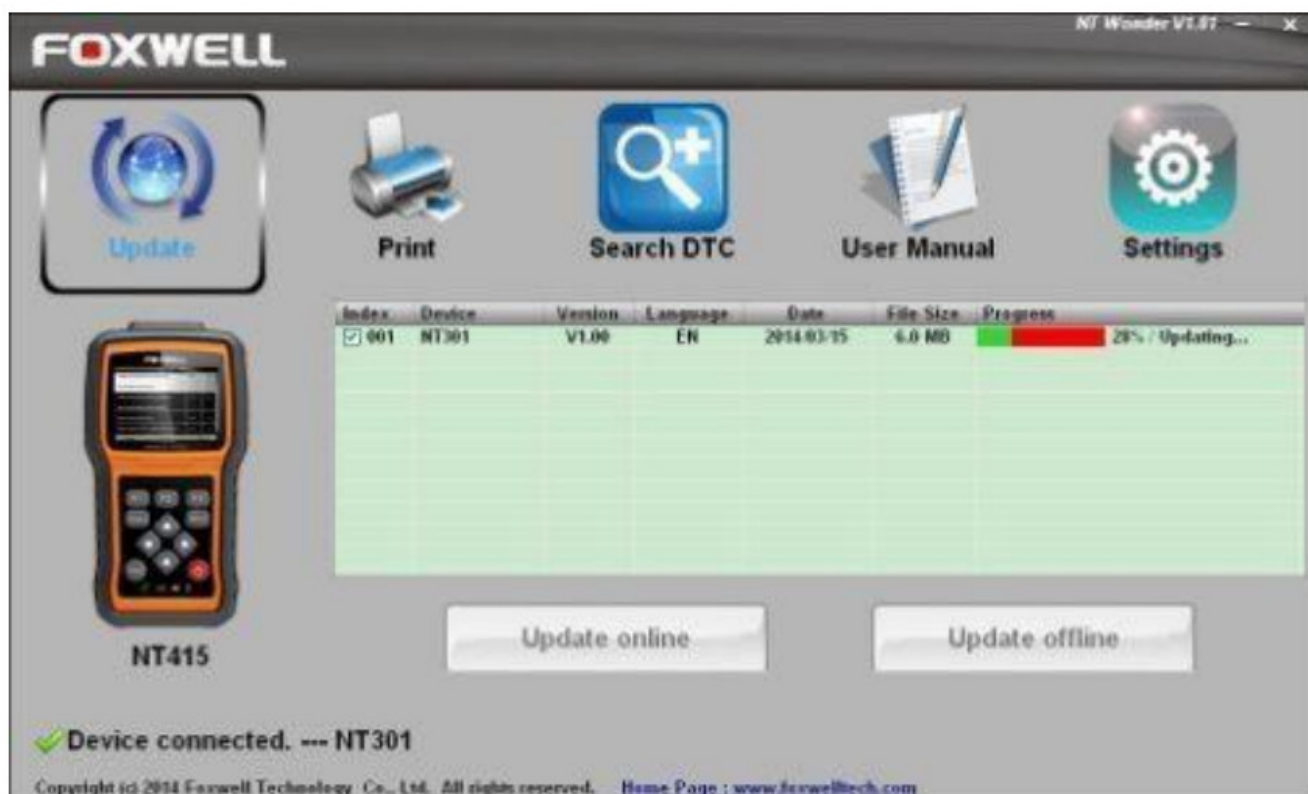 NT Wonder V1.01
FOXWELL
Update
Print
Search DTC
User Manual
Settings
Index Device Version Language Date File Size Progress
001 NT301 V1.00 EN 2014/03/15 6.0 MB 28% / Updating...
FOXWELL
NT415
Update online
Update offline
Device connected. --- NT301
Copyright (c) 2014 Foxwell Technology Co., Ltd. All rights reserved. Home Page : www.foxwelltech.com